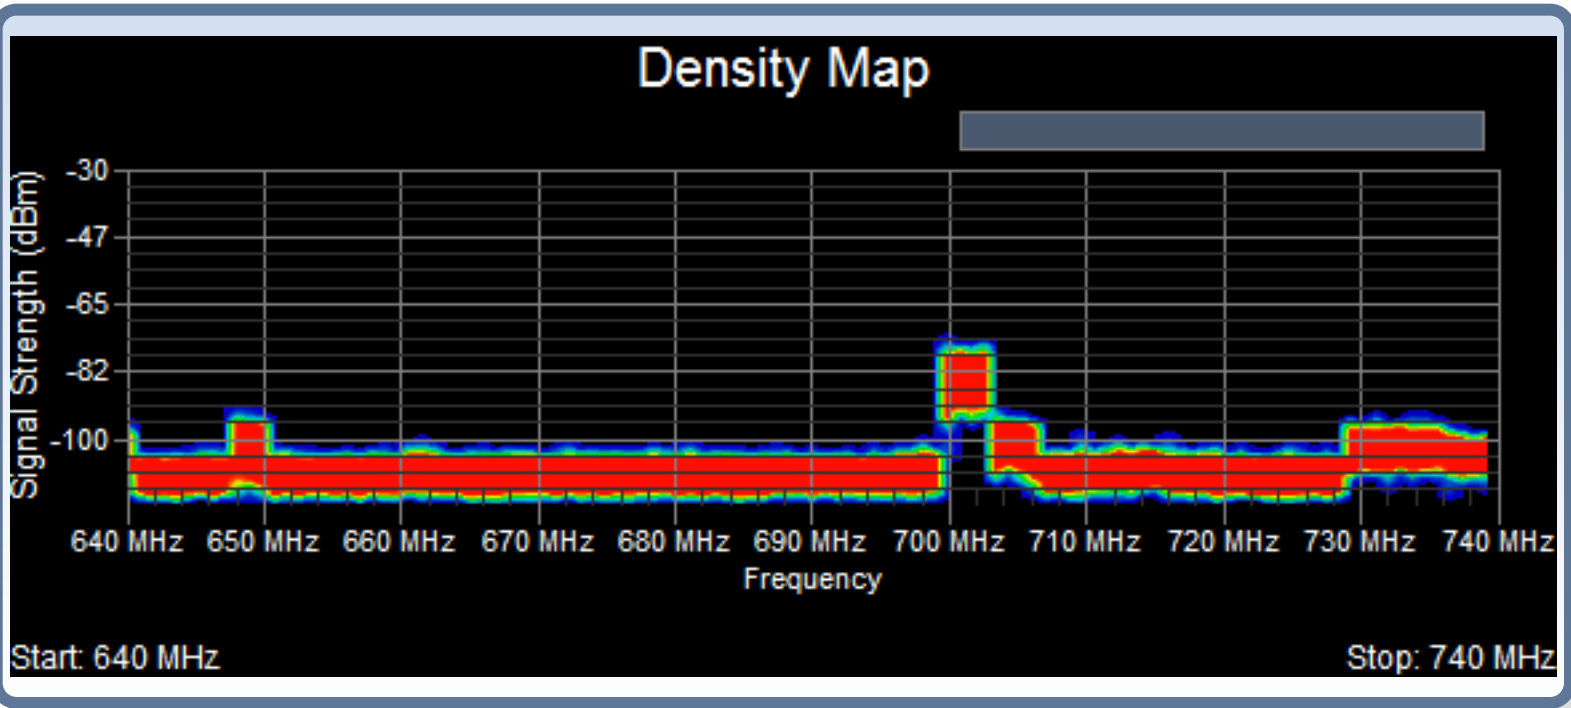 Density Map
Signal Strength (dBm)
-30
-47
-65
-82
-100
640 MHz 650 MHz 660 MHz 670 MHz 680 MHz 690 MHz 700 MHz 710 MHz 720 MHz 730 MHz 740 MHz
Frequency
Start: 640 MHz Stop: 740 MHz